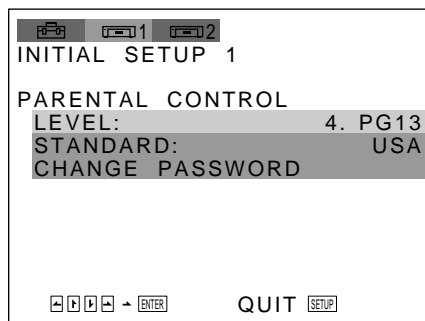 1 2
INITIAL SETUP 1
PARENTAL CONTROL
LEVEL: 4. PG13
STANDARD: USA
CHANGE PASSWORD
ENTER QUIT SETUP